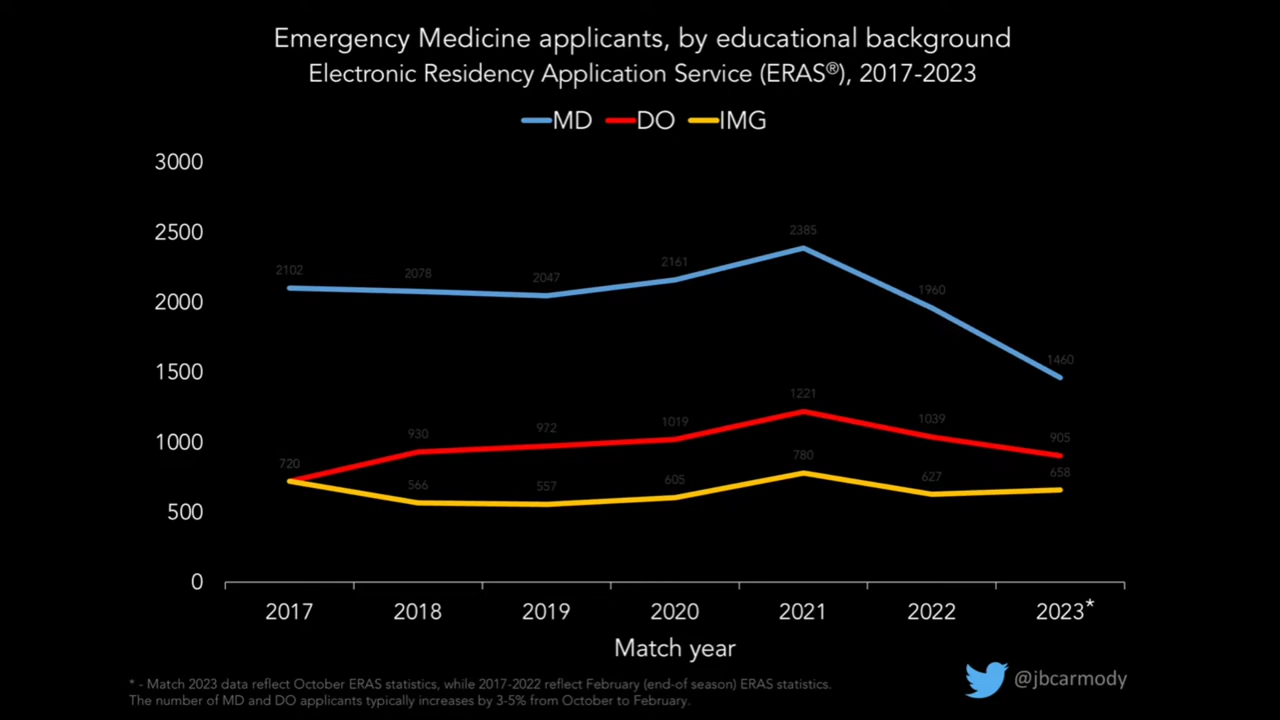 Emergency Medicine applicants, by educational background
Electronic Residency Application Service (ERAS®), 2017-2023
MD DO IMG
3000
2500
2000
1500
1000
500
0
2102 2078 2047 2161 2385 1960 1460
720 930 972 1019 1221 1039 905
566 557 605 780 627 658
2017 2018 2019 2020 2021 2022 2023*
Match year
* - Match 2023 data reflect October ERAS statistics, while 2017-2022 reflect February (end-of season) ERAS statistics.
The number of MD and DO applicants typically increases by 3-5% from October to February.
@jbcarmody